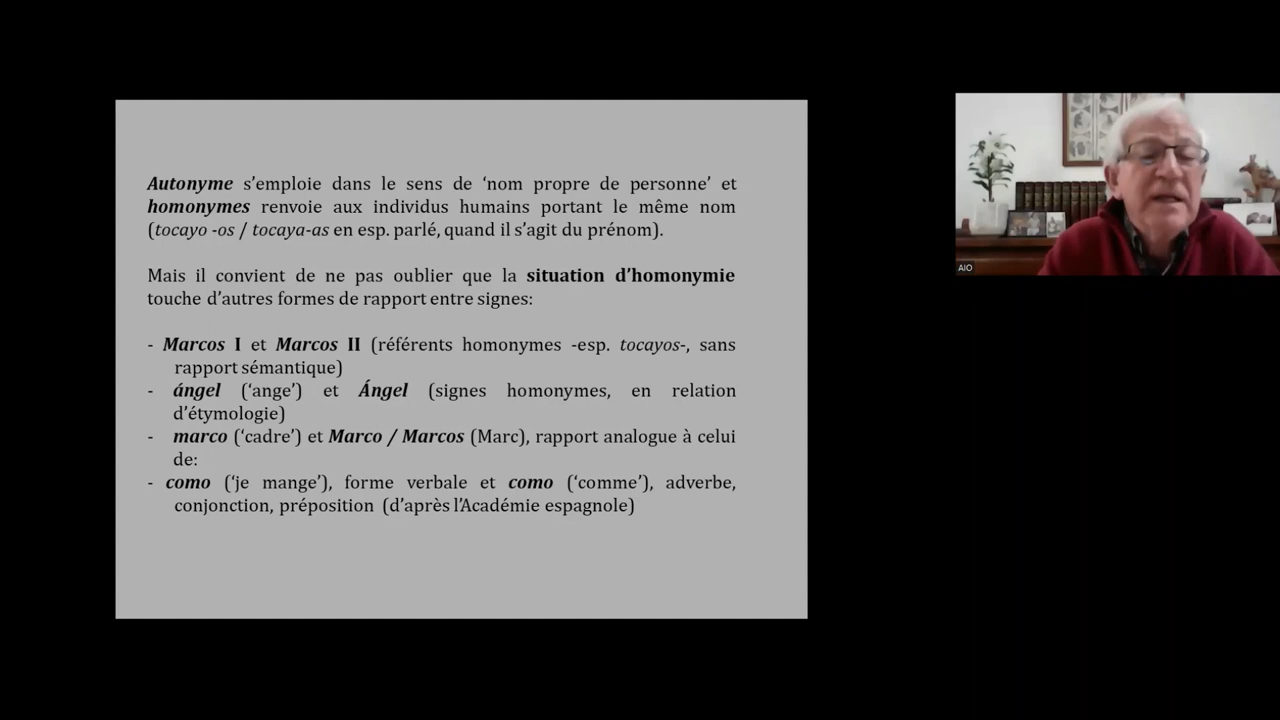 Autonyme s’emploie dans le sens de ‘nom propre de personne’ et
homonymes renvoie aux individus humains portant le même nom
(tocayo -os / tocaya-as en esp. parlé, quand il s’agit du prénom).
Mais il convient de ne pas oublier que la situation d’homonymie
touche d’autres formes de rapport entre signes:
- Marcos I et Marcos II (référents homonymes -esp. tocayos-, sans
rapport sémantique)
- ángel (‘ange’) et Ángel (signes homonymes, en relation
d’étymologie)
- marco (‘cadre’) et Marco / Marcos (Marc), rapport analogue à celui
de:
- como (‘je mange’), forme verbale et como (‘comme’), adverbe,
conjonction, préposition (d’après l’Académie espagnole)
AIO